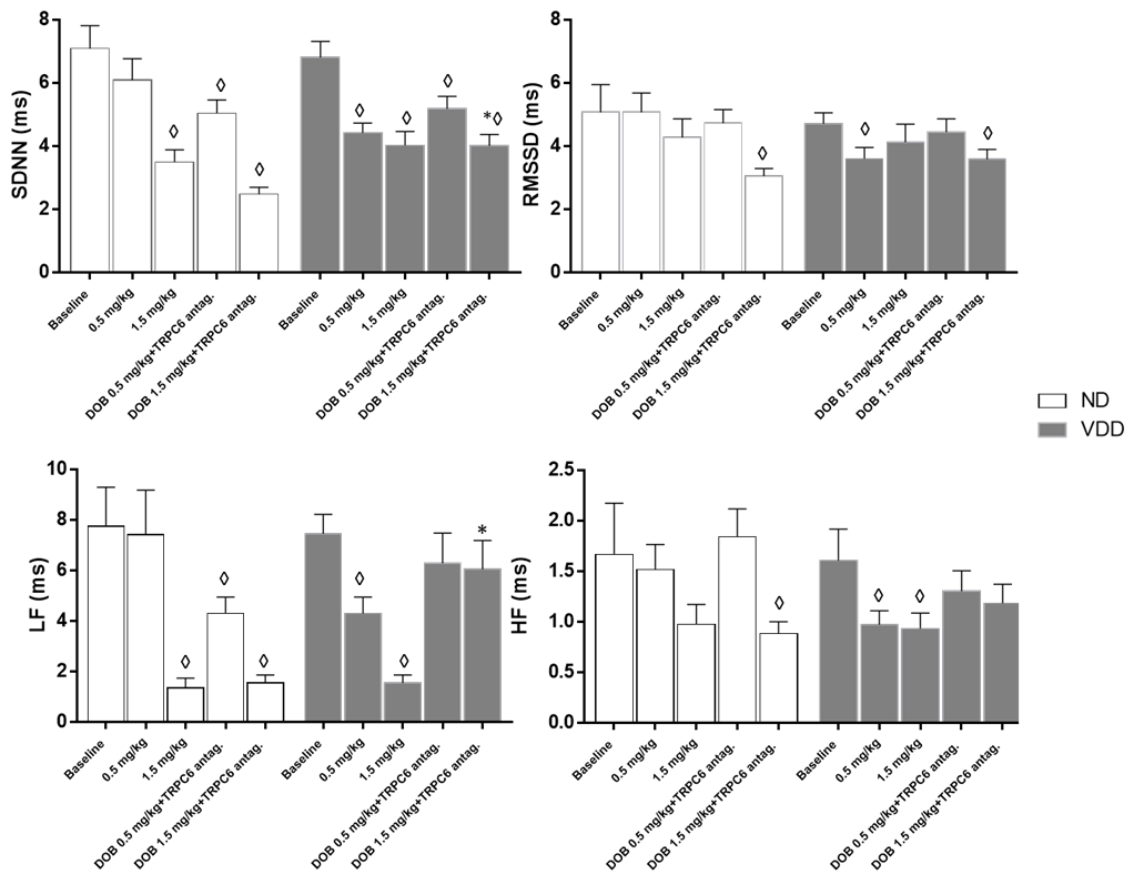 SDNN (ms)
8
6
4
2
0
◊
◊
◊
◊
◊
◊
*◊
Baseline
0.5 mg/kg
1.5 mg/kg
DOB 0.5 mg/kg+TRPC6 antag.
DOB 1.5 mg/kg+TRPC6 antag.
Baseline
0.5 mg/kg
1.5 mg/kg
DOB 0.5 mg/kg+TRPC6 antag.
DOB 1.5 mg/kg+TRPC6 antag.
RMSSD (ms)
8
6
4
2
0
◊
◊
◊
Baseline
0.5 mg/kg
1.5 mg/kg
DOB 0.5 mg/kg+TRPC6 antag.
DOB 1.5 mg/kg+TRPC6 antag.
Baseline
0.5 mg/kg
1.5 mg/kg
DOB 0.5 mg/kg+TRPC6 antag.
DOB 1.5 mg/kg+TRPC6 antag.
ND
VDD
LF (ms)
10
8
6
4
2
0
◊
◊
◊
◊
◊
*
Baseline
0.5 mg/kg
1.5 mg/kg
DOB 0.5 mg/kg+TRPC6 antag.
DOB 1.5 mg/kg+TRPC6 antag.
Baseline
0.5 mg/kg
1.5 mg/kg
DOB 0.5 mg/kg+TRPC6 antag.
DOB 1.5 mg/kg+TRPC6 antag.
HF (ms)
2.5
2.0
1.5
1.0
0.5
0.0
◊
◊
◊
Baseline
0.5 mg/kg
1.5 mg/kg
DOB 0.5 mg/kg+TRPC6 antag.
DOB 1.5 mg/kg+TRPC6 antag.
Baseline
0.5 mg/kg
1.5 mg/kg
DOB 0.5 mg/kg+TRPC6 antag.
DOB 1.5 mg/kg+TRPC6 antag.